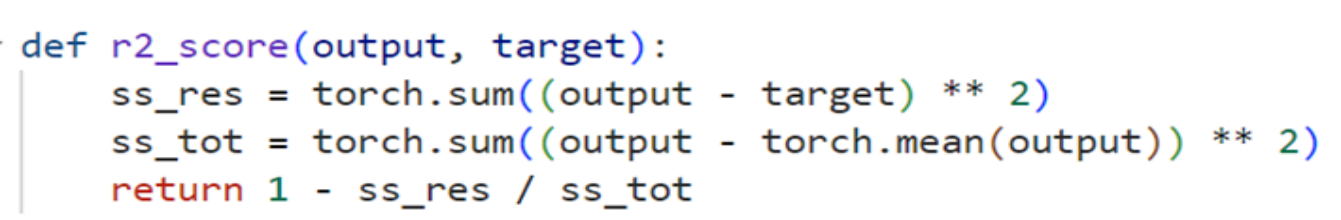 def r2_score(output, target):
    ss_res = torch.sum((output - target) ** 2)
    ss_tot = torch.sum((output - torch.mean(output)) ** 2)
    return 1 - ss_res / ss_tot